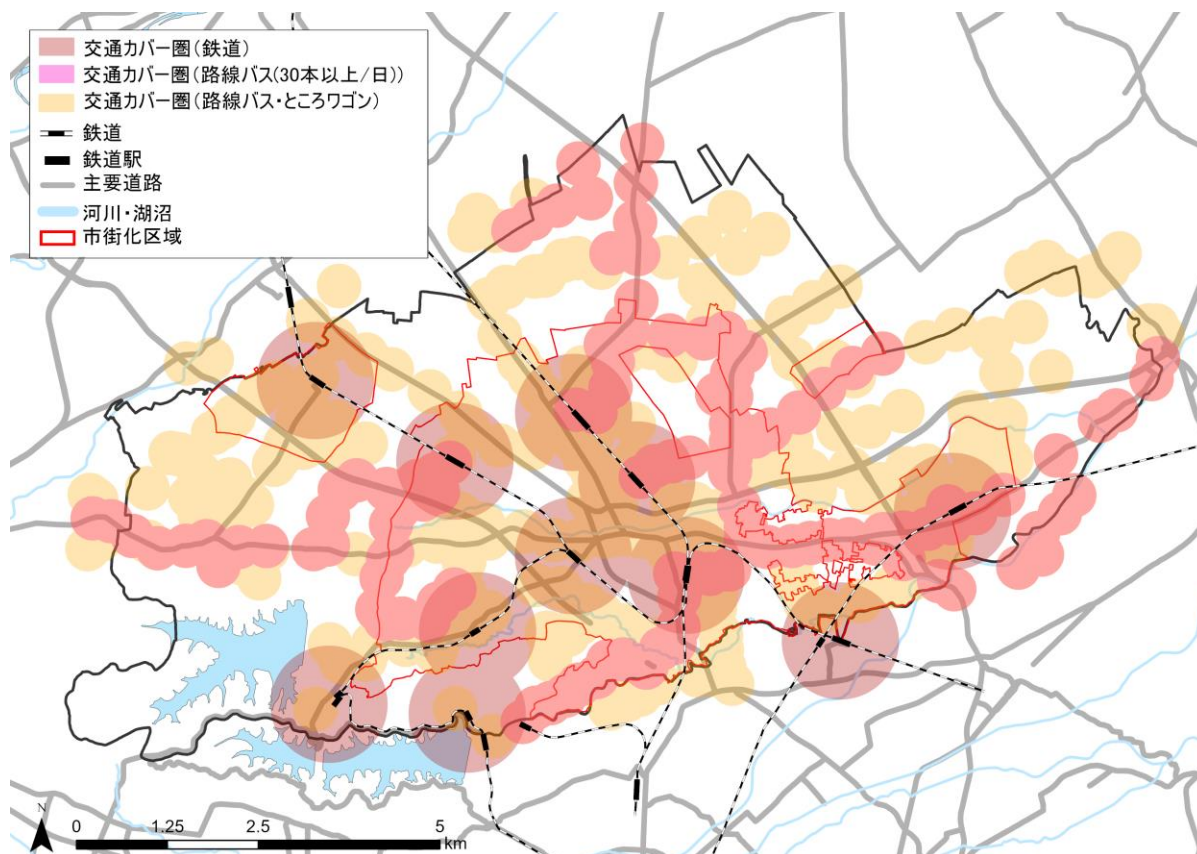 交通カバー圏(鉄道)
交通カバー圏(路線バス(30本以上/日))
交通カバー圏(路線バス・ところワゴン)
鉄道
鉄道駅
主要道路
河川・湖沼
市街化区域
N
0 1.25 2.5 5
km